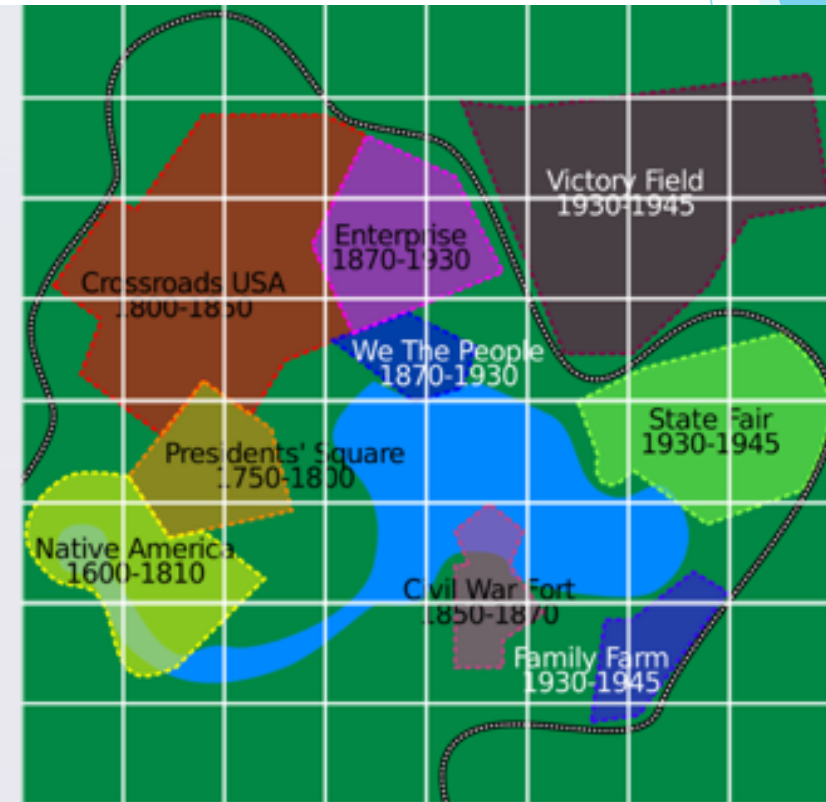 Victory Field
1930-1945
Enterprise
1870-1930
Crossroads USA
1800-1850
We The People
1870-1930
State Fair
1930-1945
Presidents' Square
1750-1800
Native America
1600-1810
Civil War Fort
1850-1870
Family Farm
1930-1945